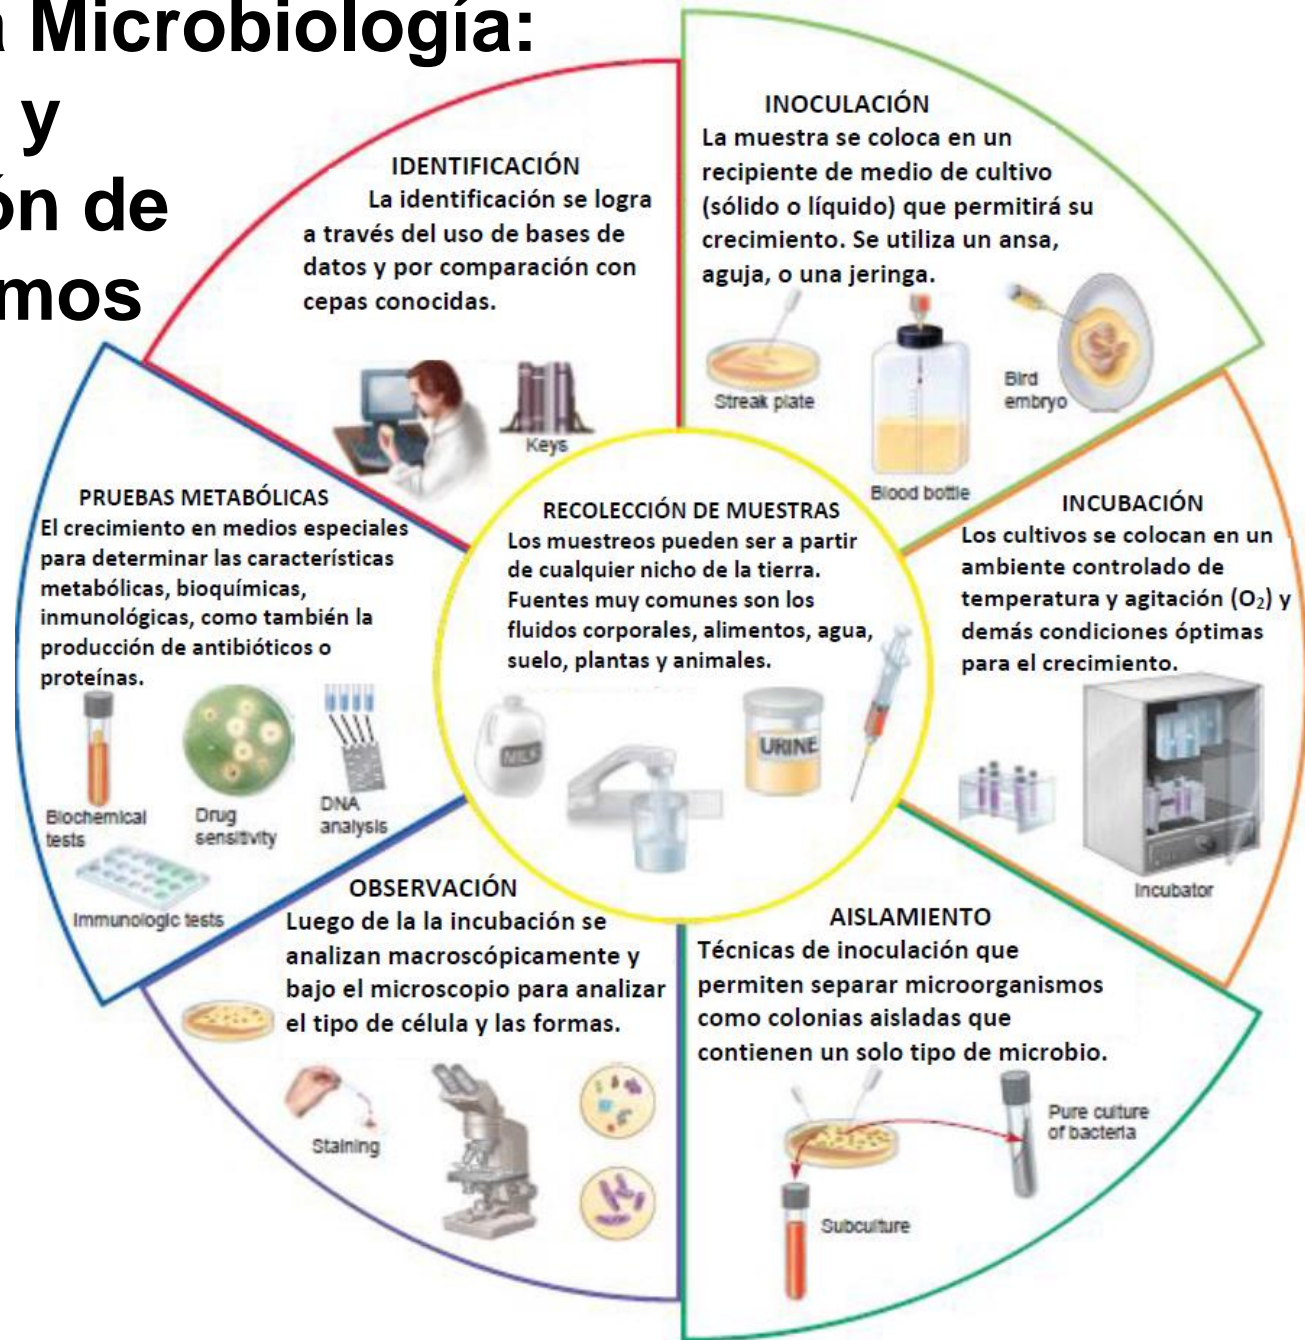 a Microbiología:
y
ón de
mos
INOCULACIÓN
La muestra se coloca en un
recipiente de medio de cultivo
(sólido o líquido) que permitirá su
crecimiento. Se utiliza un ansa,
aguja, o una jeringa.
Streak plate
Blood bottle
Bird
embryo
INCUBACIÓN
Los cultivos se colocan en un
ambiente controlado de
temperatura y agitación (O₂) y
demás condiciones óptimas
para el crecimiento.
Incubator
AISLAMIENTO
Técnicas de inoculación que
permiten separar microorganismos
como colonias aisladas que
contienen un solo tipo de microbio.
Pure culture
of bacteria
Subculture
OBSERVACIÓN
Luego de la la incubación se
analizan macroscópicamente y
bajo el microscopio para analizar
el tipo de célula y las formas.
Staining
PRUEBAS METABÓLICAS
El crecimiento en medios especiales
para determinar las características
metabólicas, bioquímicas,
inmunológicas, como también la
producción de antibióticos o
proteínas.
Biochemical
tests
Drug
sensitivity
DNA
analysis
Immunologic tests
IDENTIFICACIÓN
La identificación se logra
a través del uso de bases de
datos y por comparación con
cepas conocidas.
Keys
RECOLECCIÓN DE MUESTRAS
Los muestreos pueden ser a partir
de cualquier nicho de la tierra.
Fuentes muy comunes son los
fluidos corporales, alimentos, agua,
suelo, plantas y animales.
MILK
URINE